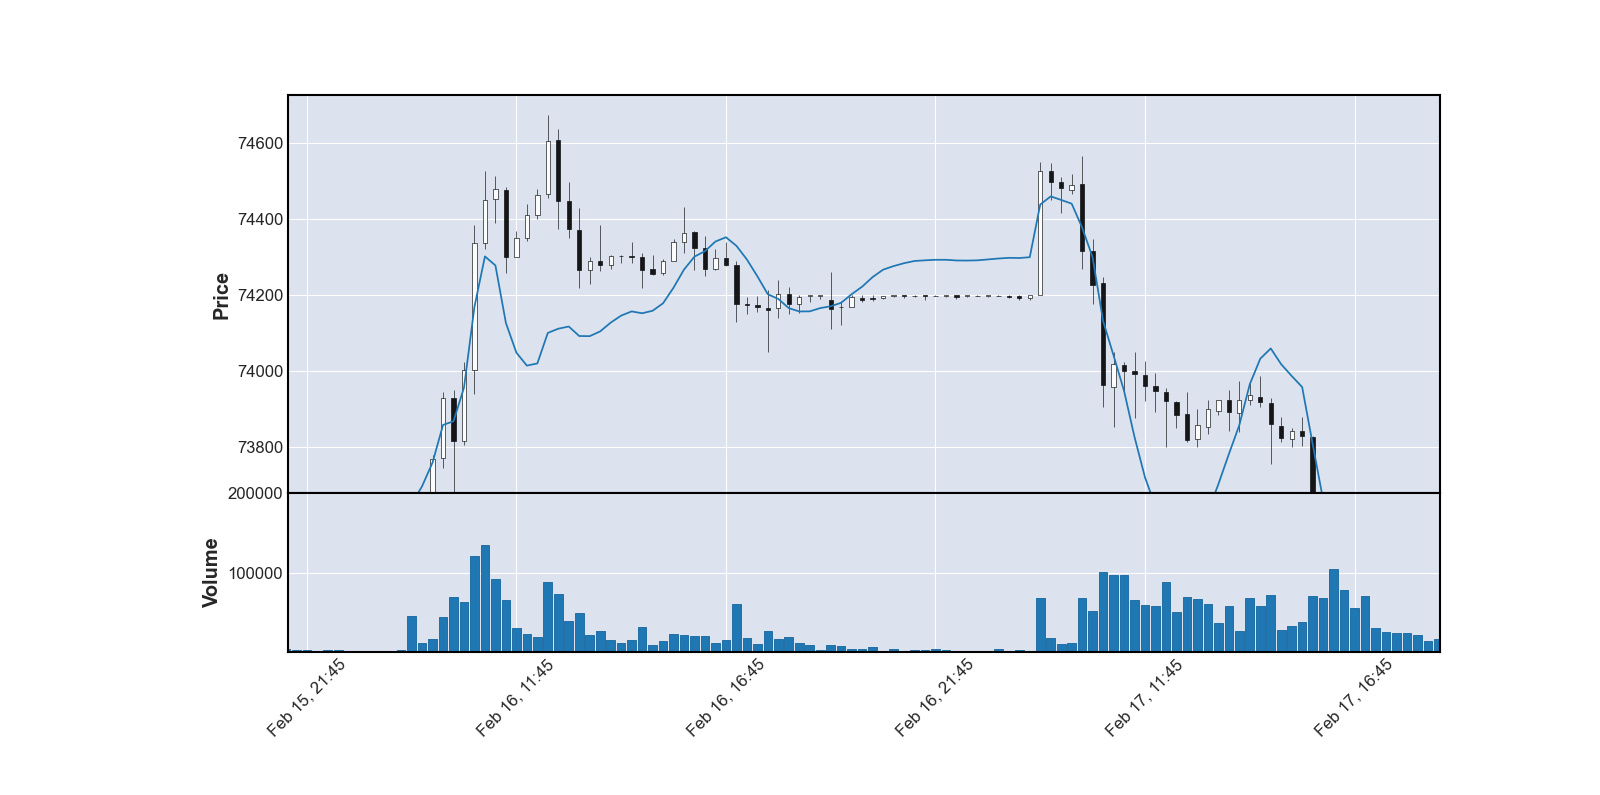 74600
74400
74200
74000
73800
Price
200000
100000
Volume
Feb 15, 21:45
Feb 16, 11:45
Feb 16, 16:45
Feb 16, 21:45
Feb 17, 11:45
Feb 17, 16:45